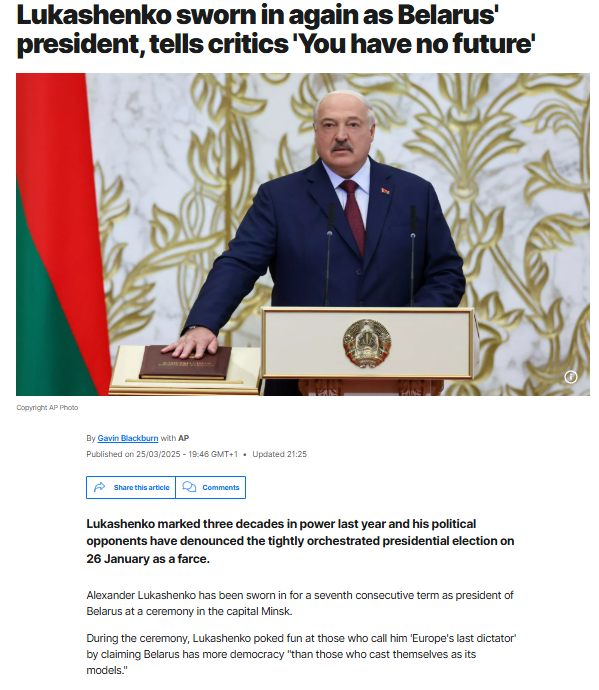 Lukashenko sworn in again as Belarus'
president, tells critics 'You have no future'
Copyright AP Photo
By Gavin Blackburn with AP
Published on 25/03/2025 - 19:46 GMT+1 • Updated 21:25
Share this article
Comments
Lukashenko marked three decades in power last year and his political
opponents have denounced the tightly orchestrated presidential election on
26 January as a farce.
Alexander Lukashenko has been sworn in for a seventh consecutive term as president of
Belarus at a ceremony in the capital Minsk.
During the ceremony, Lukashenko poked fun at those who call him 'Europe's last dictator'
by claiming Belarus has more democracy "than those who cast themselves as its
models."